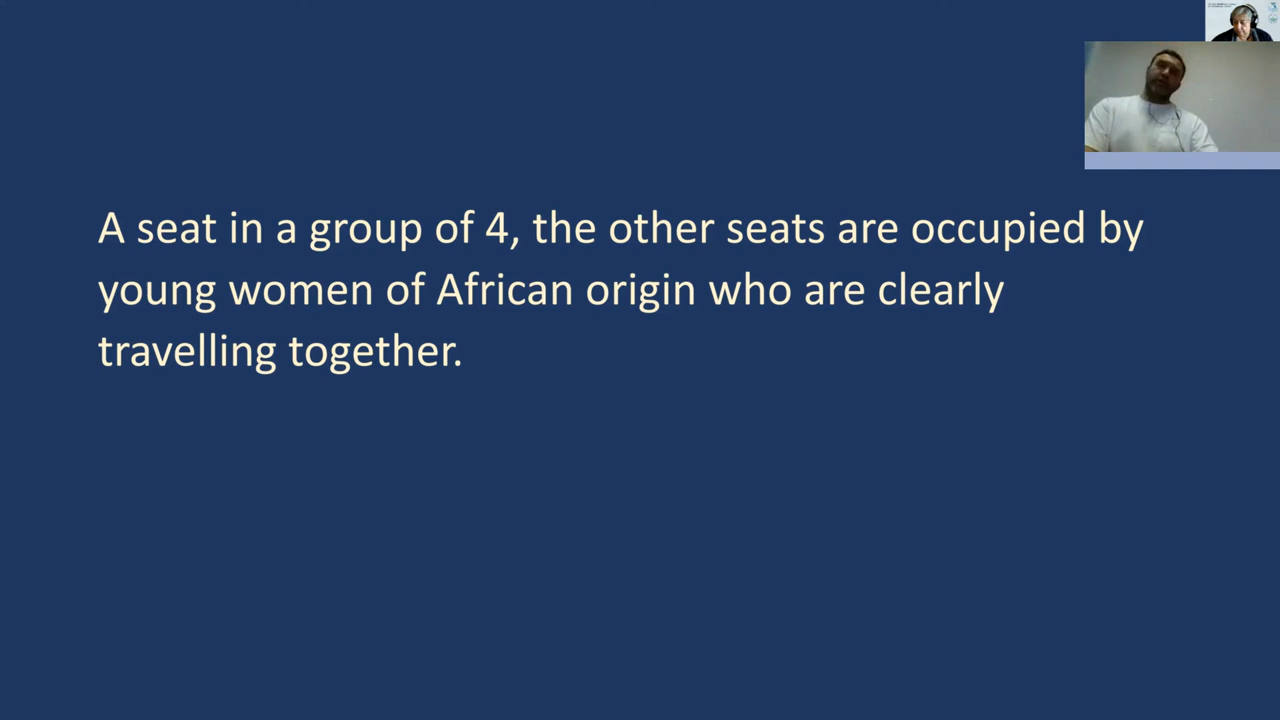 A seat in a group of 4, the other seats are occupied by
young women of African origin who are clearly
travelling together.